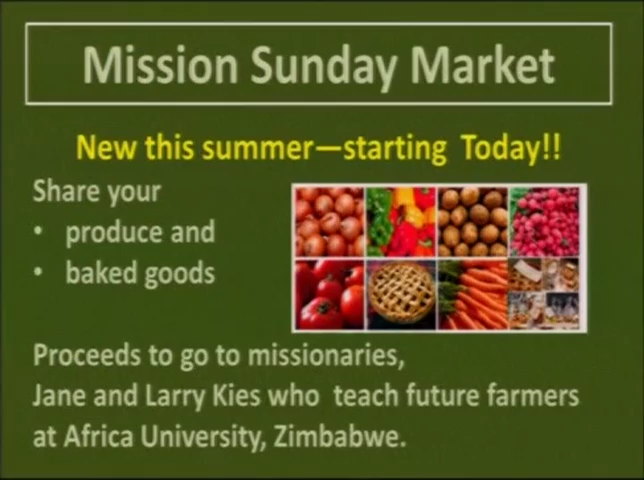 Mission Sunday Market
New this summer—starting Today!!
Share your
• produce and
• baked goods
Proceeds to go to missionaries,
Jane and Larry Kies who teach future farmers
at Africa University, Zimbabwe.